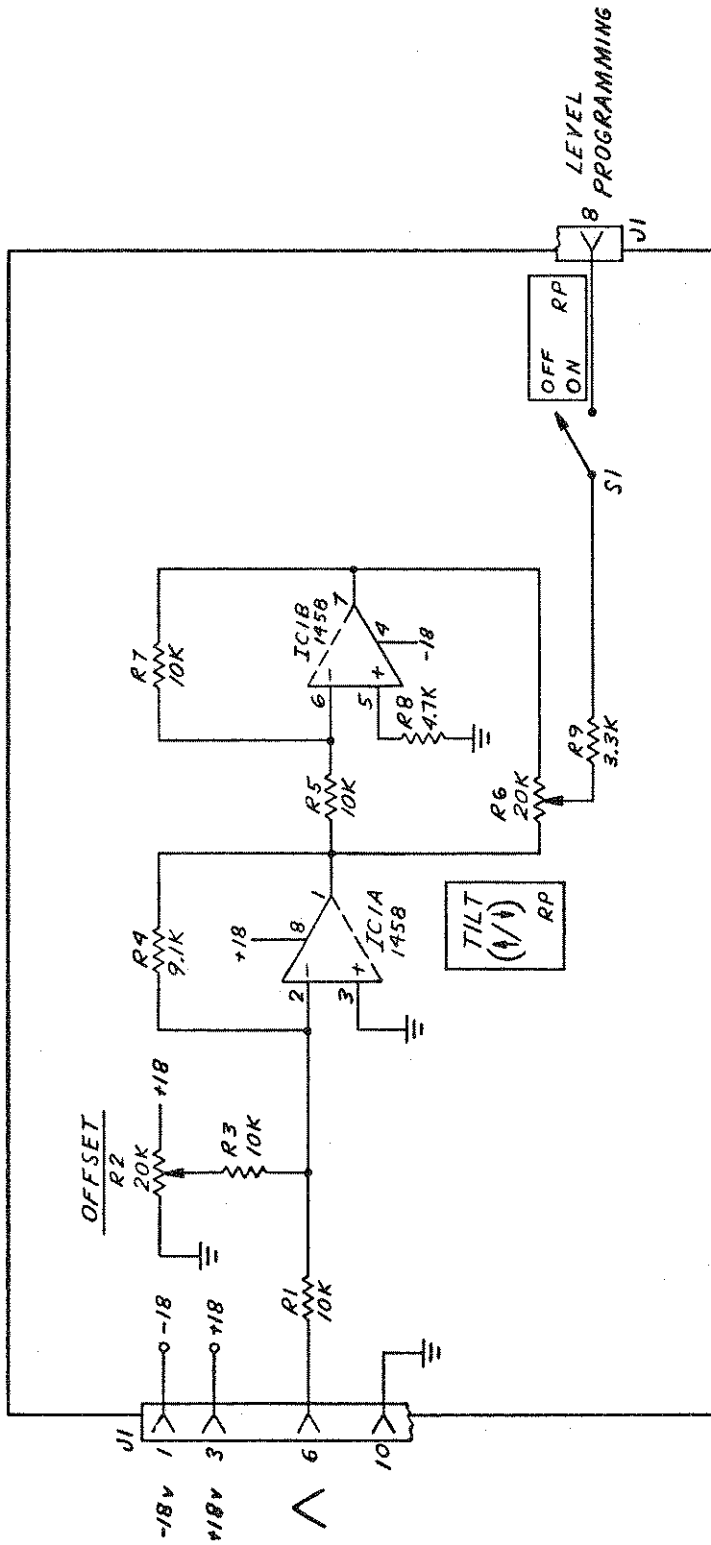 J1
-18V
1
-18
+18V
3
+18
V
6
10
OFFSET
R2
20K
+18
R3
10K
R1
10K
R4
9.1K
+18
8
2
3
1
IC1A
1458
R5
10K
R7
10K
6
5
7
4
IC1B
1458
-18
R8
4.7K
R6
20K
TILT
(↑/↓)
RP
R9
3.3K
S1
OFF RP
ON
8
J1
LEVEL
PROGRAMMING